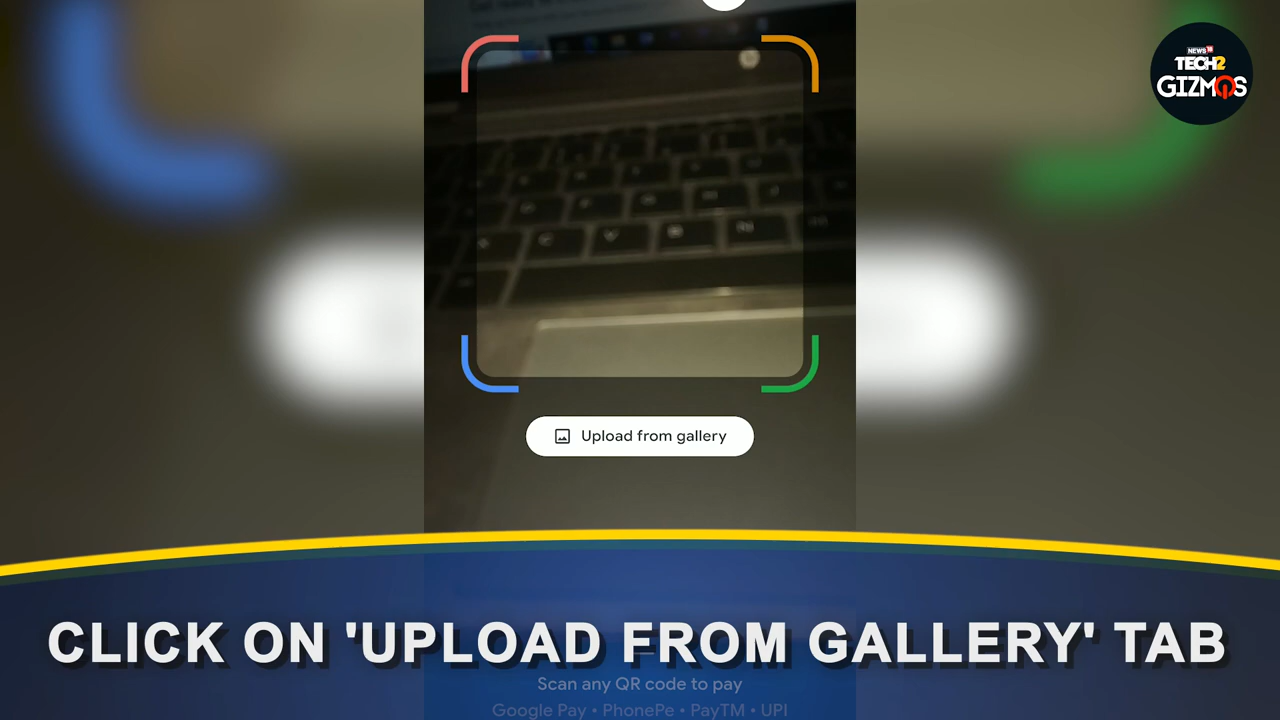 NEWS18
TECH2
GIZMOS
Upload from gallery
CLICK ON 'UPLOAD FROM GALLERY' TAB
Scan any QR code to pay
Google Pay • PhonePe • PayTM • UPI